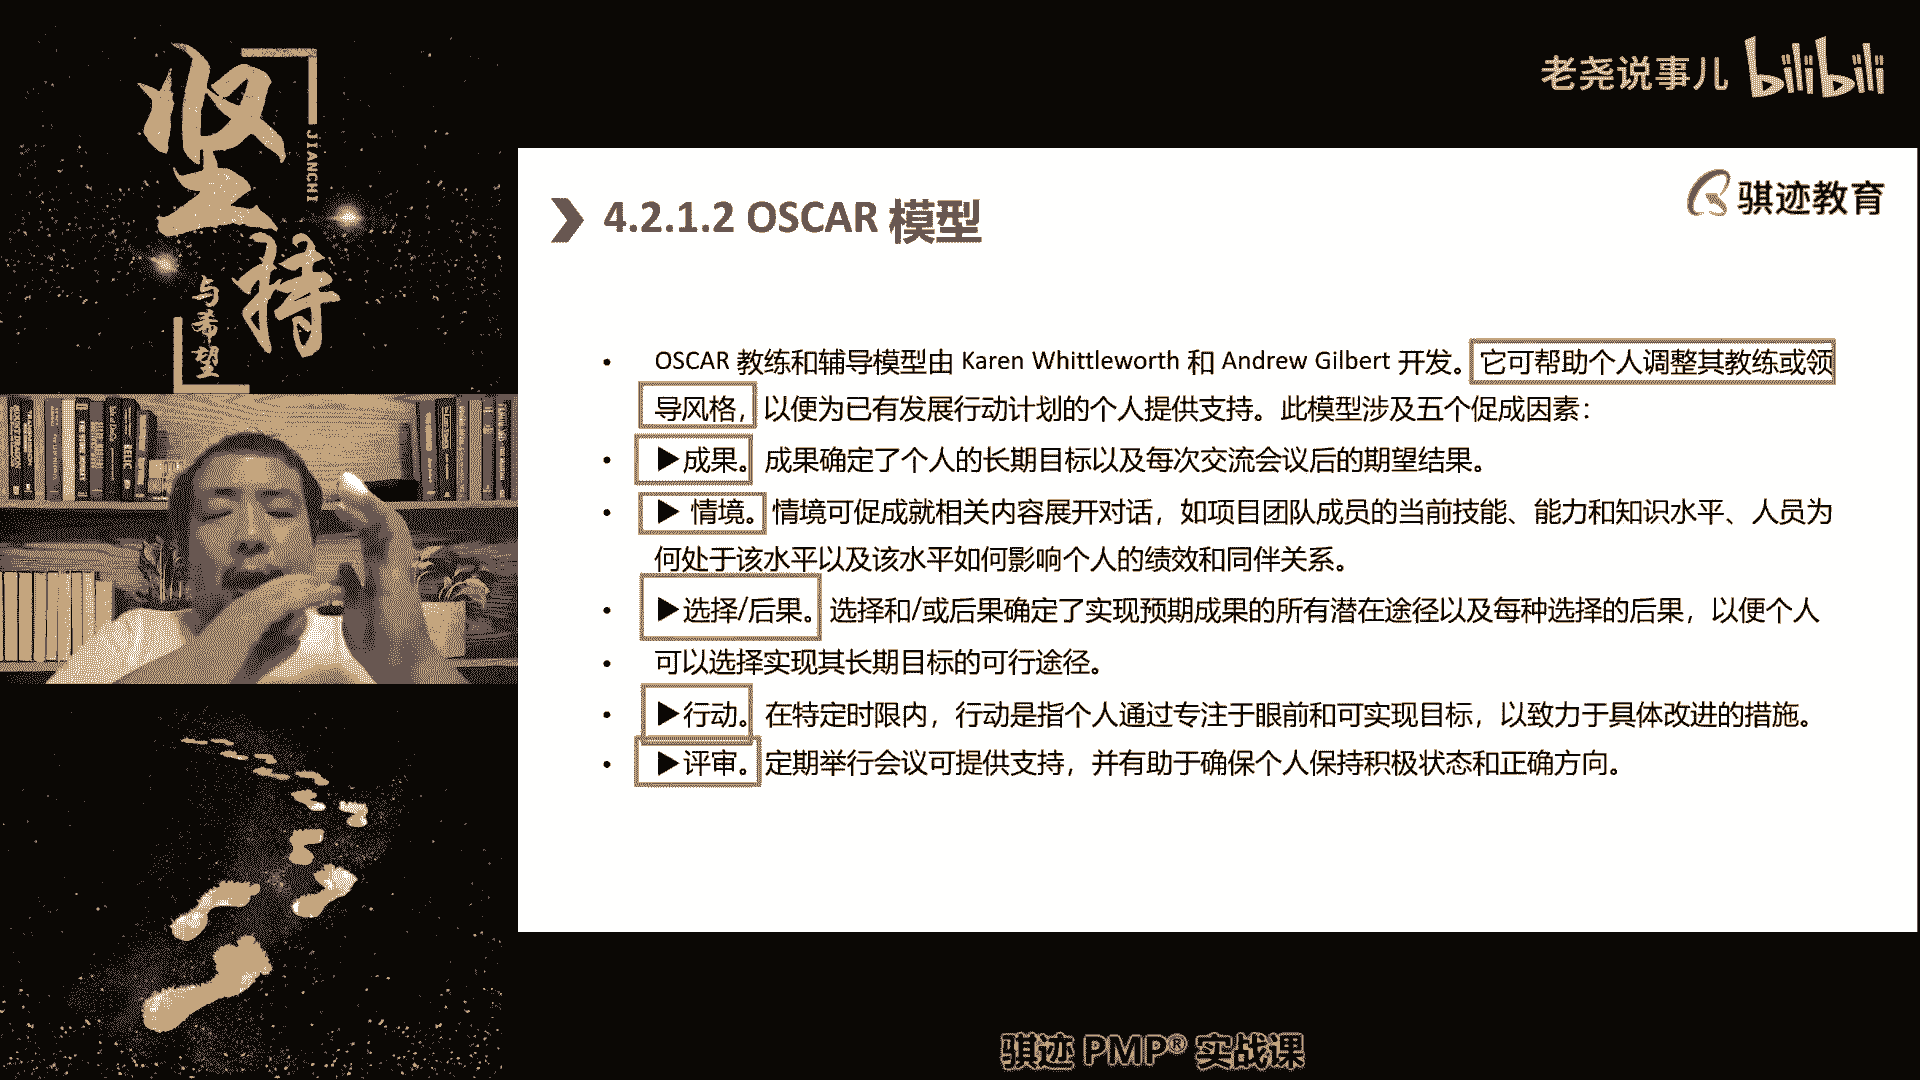 坚持
JIANCHI
与希望
老尧说事儿 bilibili
骐迹教育
4.2.1.2 OSCAR 模型
• OSCAR 教练和辅导模型由 Karen Whittleworth 和 Andrew Gilbert 开发。它可帮助个人调整其教练或领
导风格，以便为已有发展行动计划的个人提供支持。此模型涉及五个促成因素：
• ▶成果。成果确定了个人的长期目标以及每次交流会议后的期望结果。
• ▶ 情境。情境可促成就相关内容展开对话，如项目团队成员的当前技能、能力和知识水平、人员为
何处于该水平以及该水平如何影响个人的绩效和同伴关系。
• ▶选择/后果。选择和/或后果确定了实现预期成果的所有潜在途径以及每种选择的后果，以便个人
• 可以选择实现其长期目标的可行途径。
• ▶行动。在特定时限内，行动是指个人通过专注于眼前和可实现目标，以致力于具体改进的措施。
• ▶评审。定期举行会议可提供支持，并有助于确保个人保持积极状态和正确方向。
骐迹 PMP® 实战课